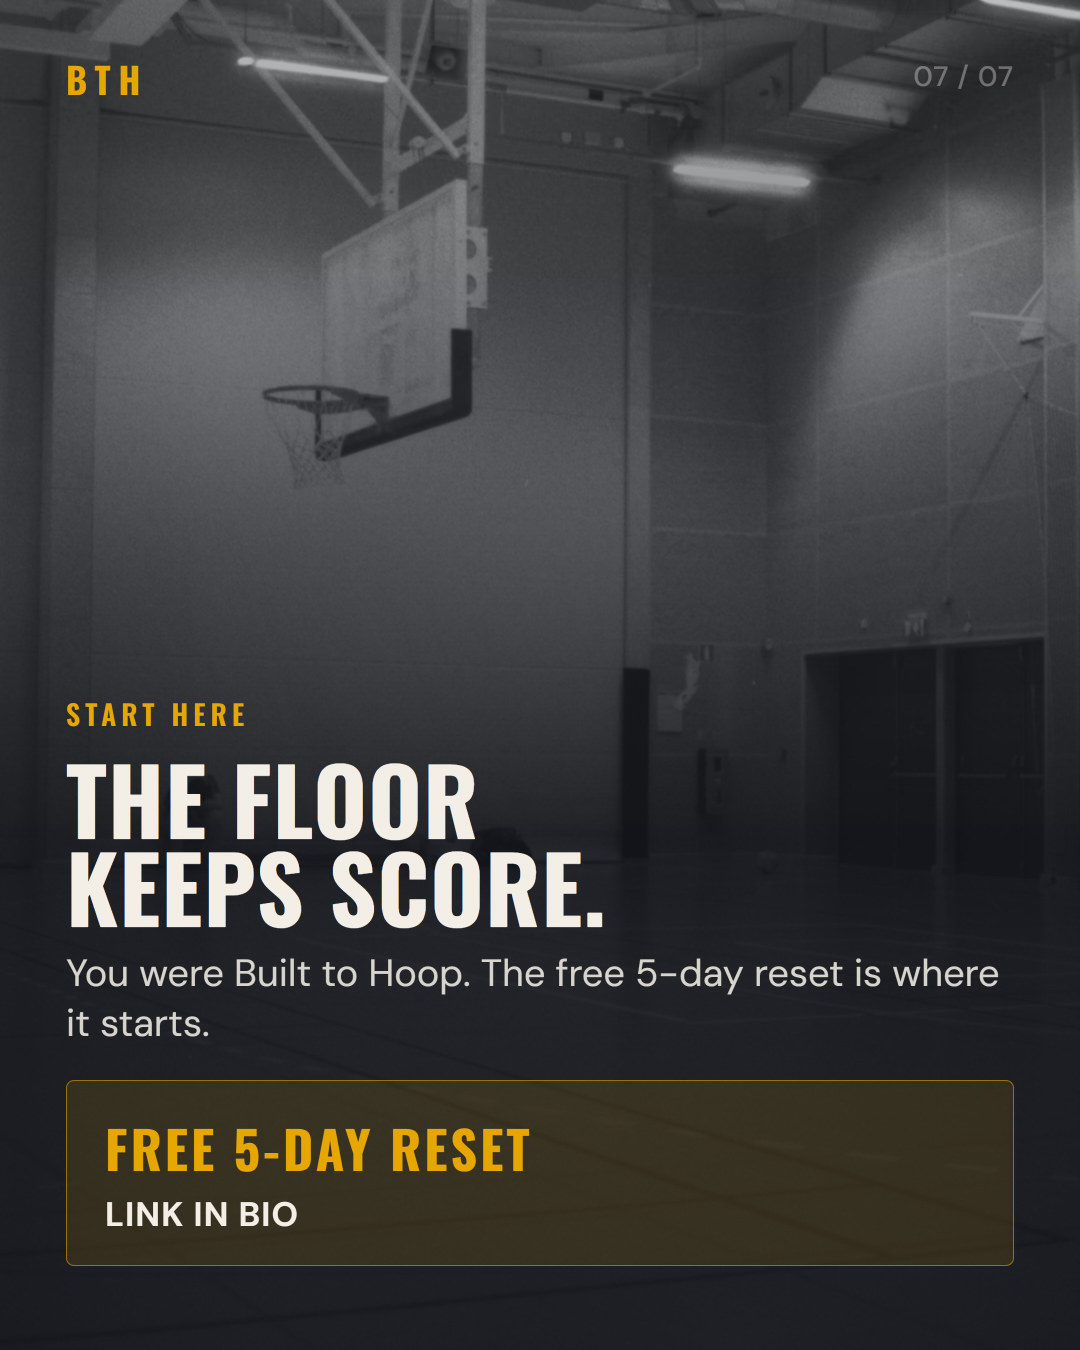 BTH
07 / 07
START HERE
THE FLOOR
KEEPS SCORE.
You were Built to Hoop. The free 5-day reset is where
it starts.
FREE 5-DAY RESET
LINK IN BIO